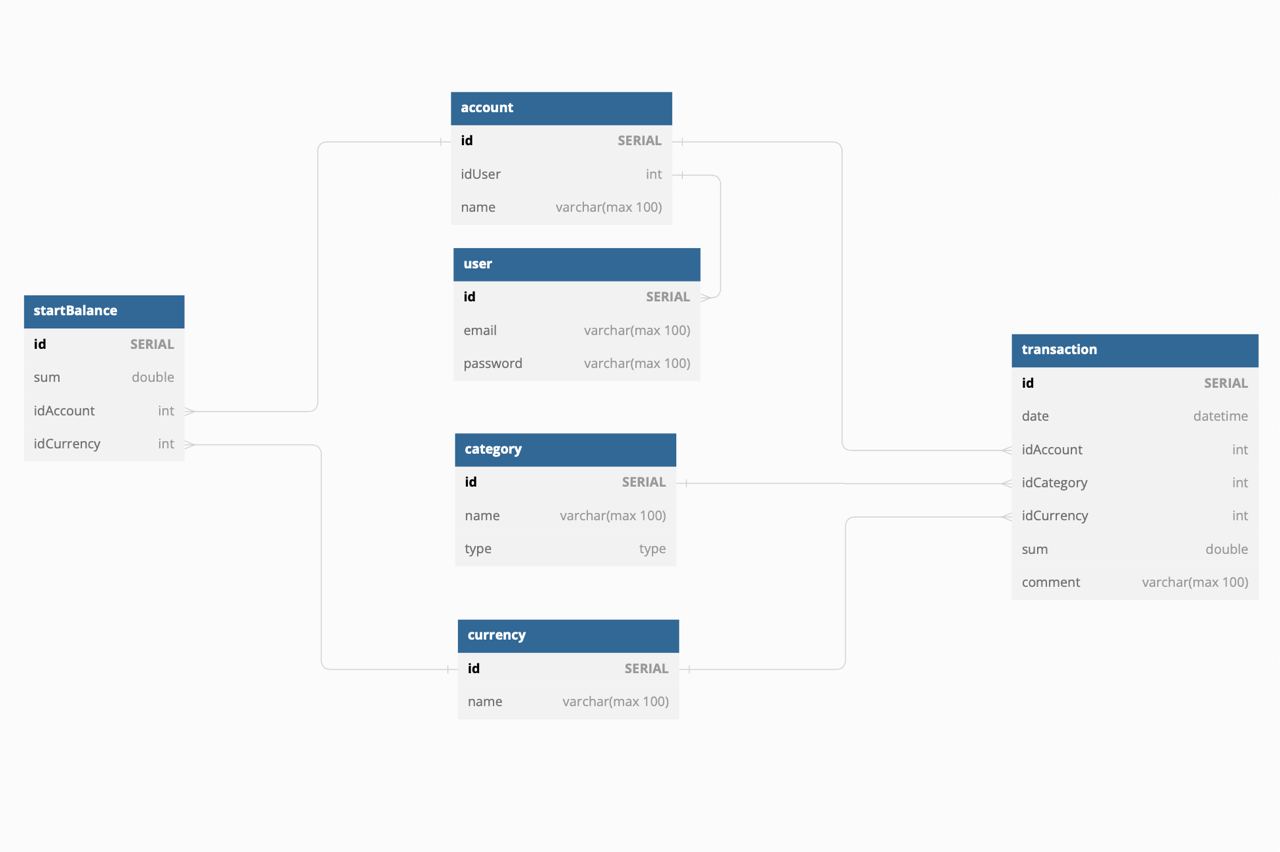 account
id SERIAL
idUser int
name varchar(max 100)
user
id SERIAL
email varchar(max 100)
password varchar(max 100)
startBalance
id SERIAL
sum double
idAccount int
idCurrency int
category
id SERIAL
name varchar(max 100)
type type
currency
id SERIAL
name varchar(max 100)
transaction
id SERIAL
date datetime
idAccount int
idCategory int
idCurrency int
sum double
comment varchar(max 100)